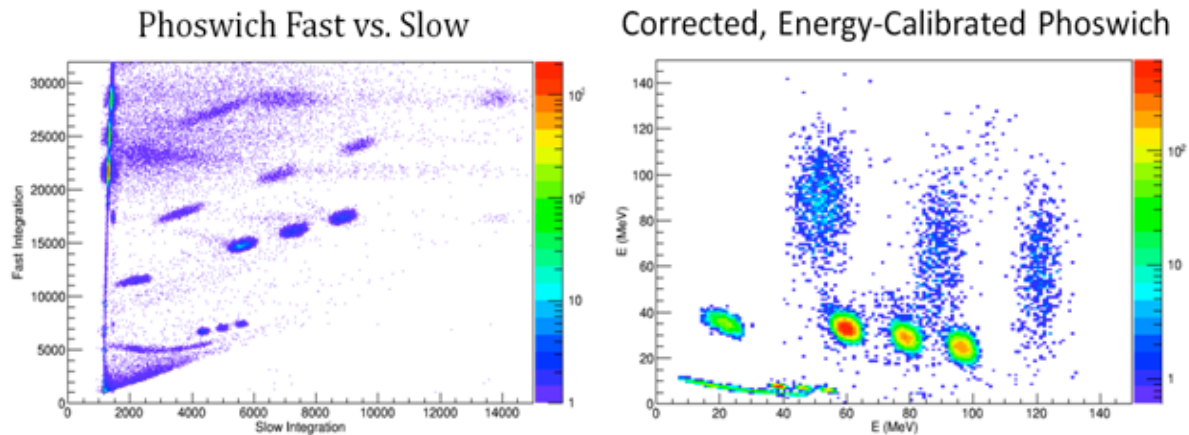 Phoswich Fast vs. Slow
Corrected, Energy-Calibrated Phoswich
Fast Integration
30000
25000
20000
15000
10000
5000
0
0 2000 4000 6000 8000 10000 12000 14000
Slow Integration
10²
10²
10
1
E (MeV)
140
120
100
80
60
40
20
0
0 20 40 60 80 100 120 140
E (MeV)
10²
10
1